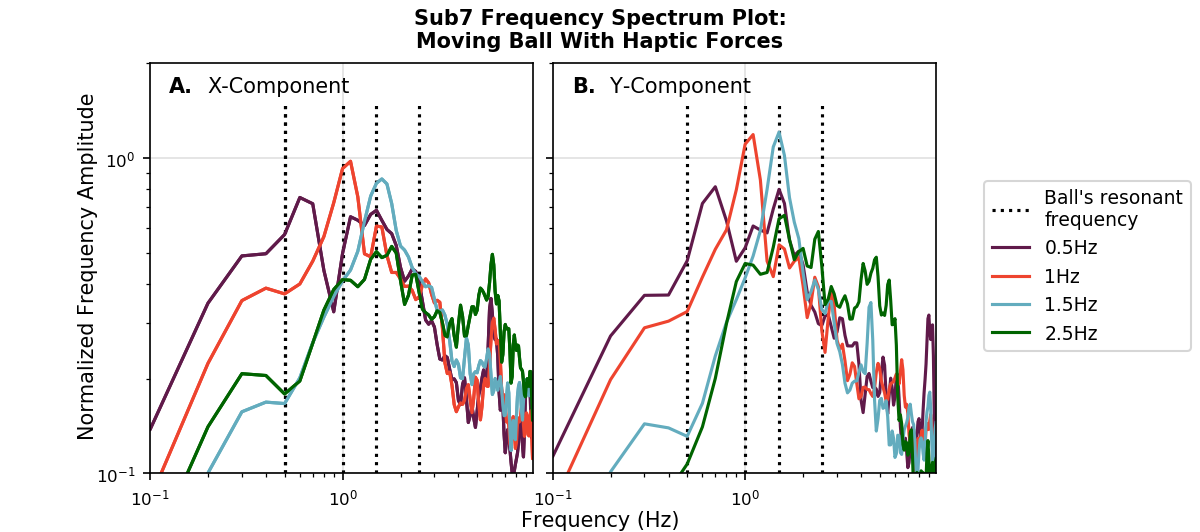 Sub7 Frequency Spectrum Plot:
Moving Ball With Haptic Forces
A. X-Component
B. Y-Component
Normalized Frequency Amplitude
10⁰
10⁻¹
10⁻¹
10⁰
10⁻¹
10⁰
Frequency (Hz)
Ball's resonant
frequency
0.5Hz
1Hz
1.5Hz
2.5Hz